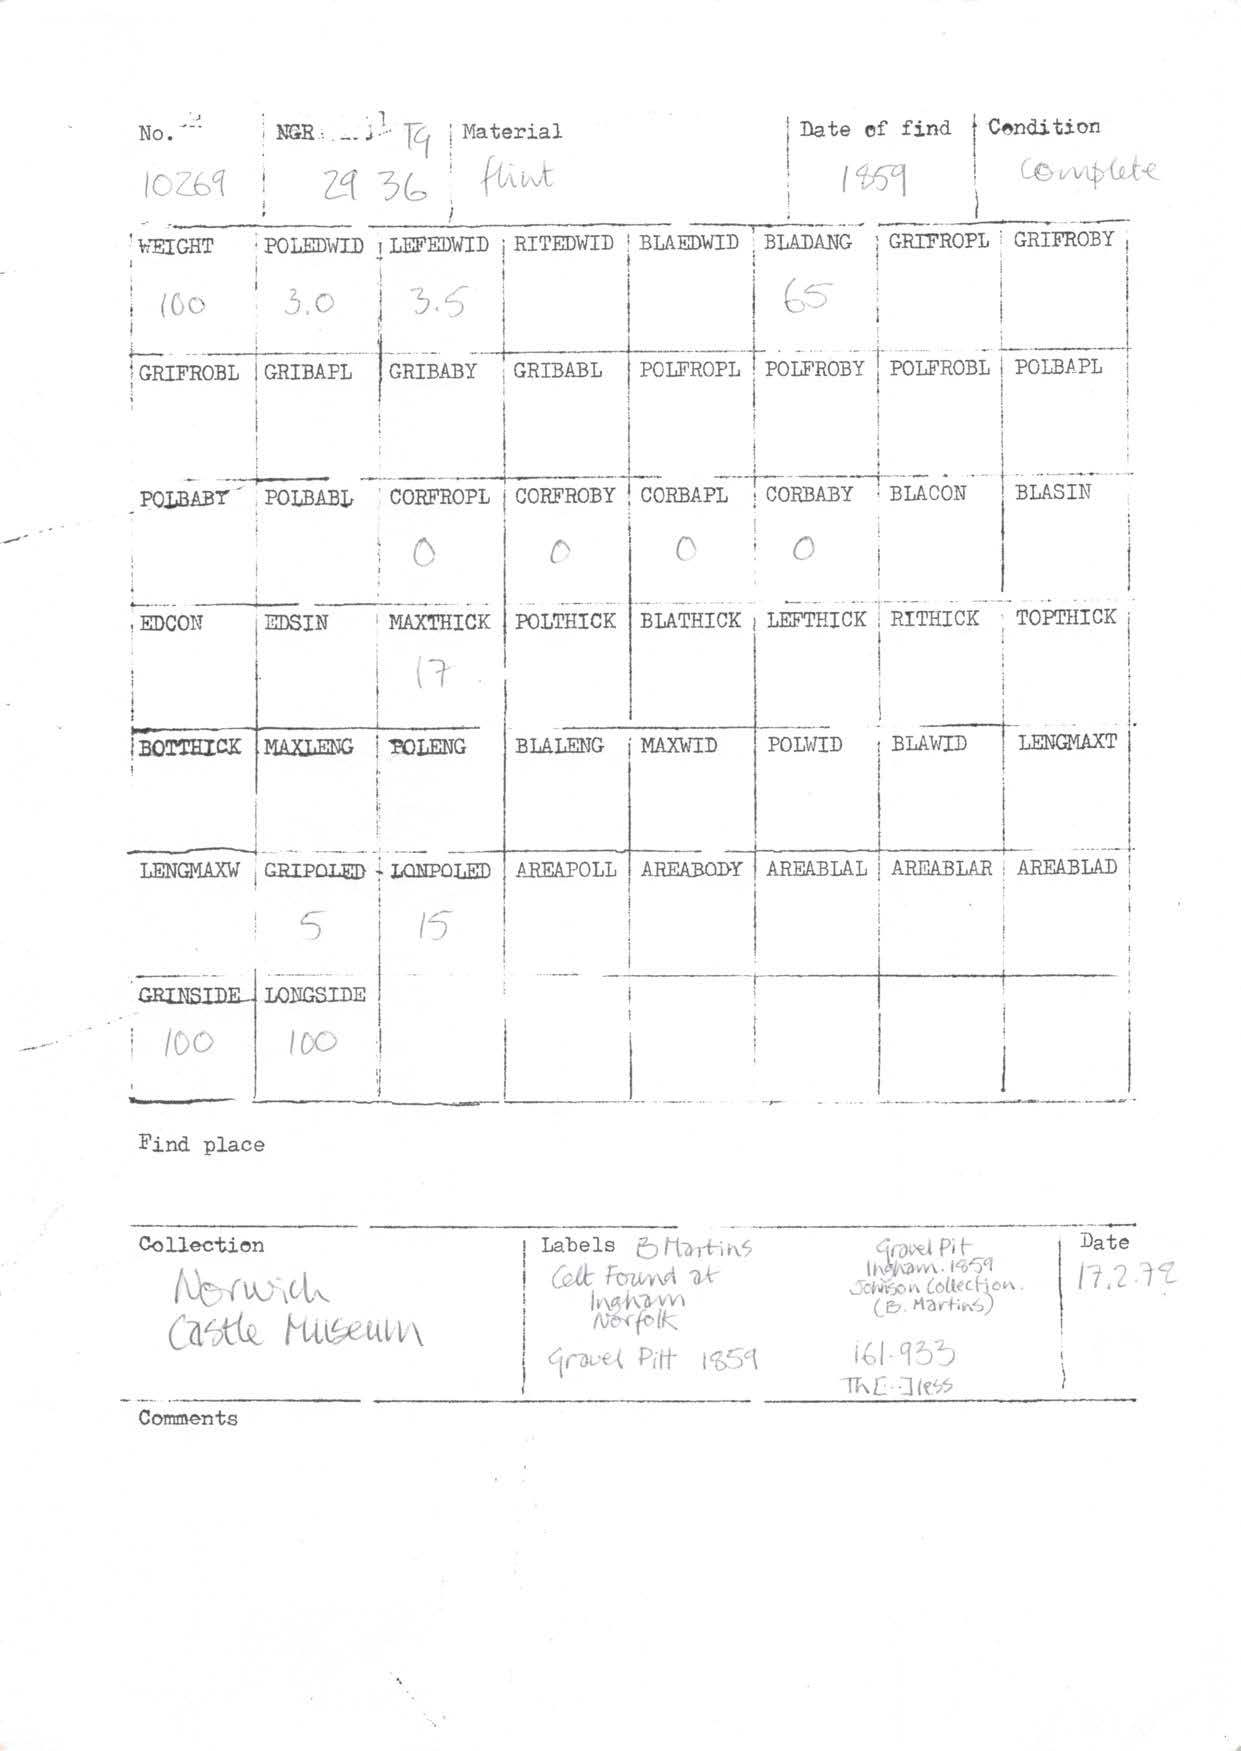 No. NGR TG Material Date of find Condition
10269 29 36 flint 1859 complete
WEIGHT POLEDWID LEFEDWID RITEDWID BLAEDWID BLADANG GRIFROPL GRIFROBY
100 3.0 3.5 65
GRIFROBL GRIBAPL GRIBABY GRIBABL POLFROPL POLFROBY POLFROBL POLBAPL
POLBABY POLBABL CORFROPL CORFROBY CORBAPL CORBABY BLACON BLASIN
0 0 0 0
EDCON EDSIN MAXTHICK POLTHICK BLATHICK LEFTHICK RITHICK TOPTHICK
17
BOTTHICK MAXLENG POLENG BLALENG MAXWID POLWID BLAWID LENGMAXT
LENGMAXW GRIPOLED LONPOLED AREAPOLL AREABODY AREABLAL AREABLAR AREABLAD
5 15
GRINSIDE LONGSIDE
100 100
Find place
Collection
Norwich
Castle Museum
Labels B Martins
Celt Found at
Ingham
Norfolk
Gravel Pitt 1859
Gravel Pit
Ingham. 1859
Johnson Collection.
(B. Martins)
161.933
Th[..]less
Date
17.2.72
Comments